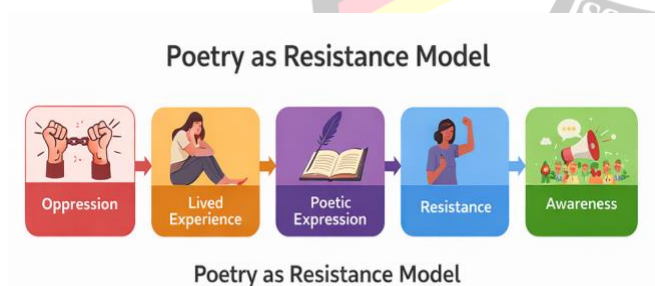 Poetry as Resistance Model
Oppression
Lived
Experience
Poetic
Expression
Resistance
Awareness
Poetry as Resistance Model